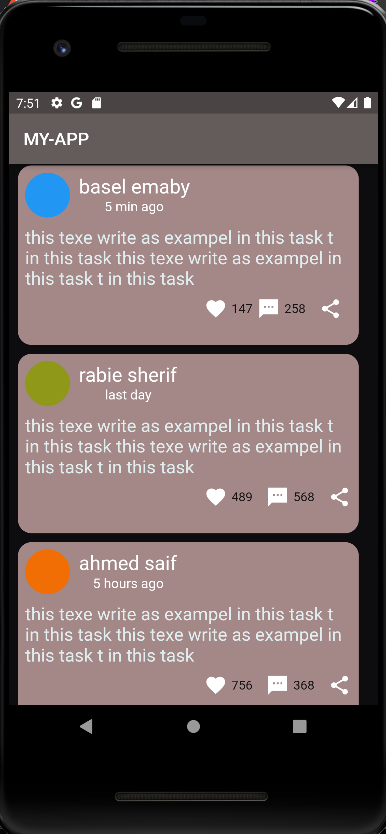 7:51
MY-APP
basel emaby
5 min ago
this texe write as exampel in this task t
in this task this texe write as exampel in
this task t in this task
147 258
rabie sherif
last day
this texe write as exampel in this task t
in this task this texe write as exampel in
this task t in this task
489 568
ahmed saif
5 hours ago
this texe write as exampel in this task t
in this task this texe write as exampel in
this task t in this task
756 368